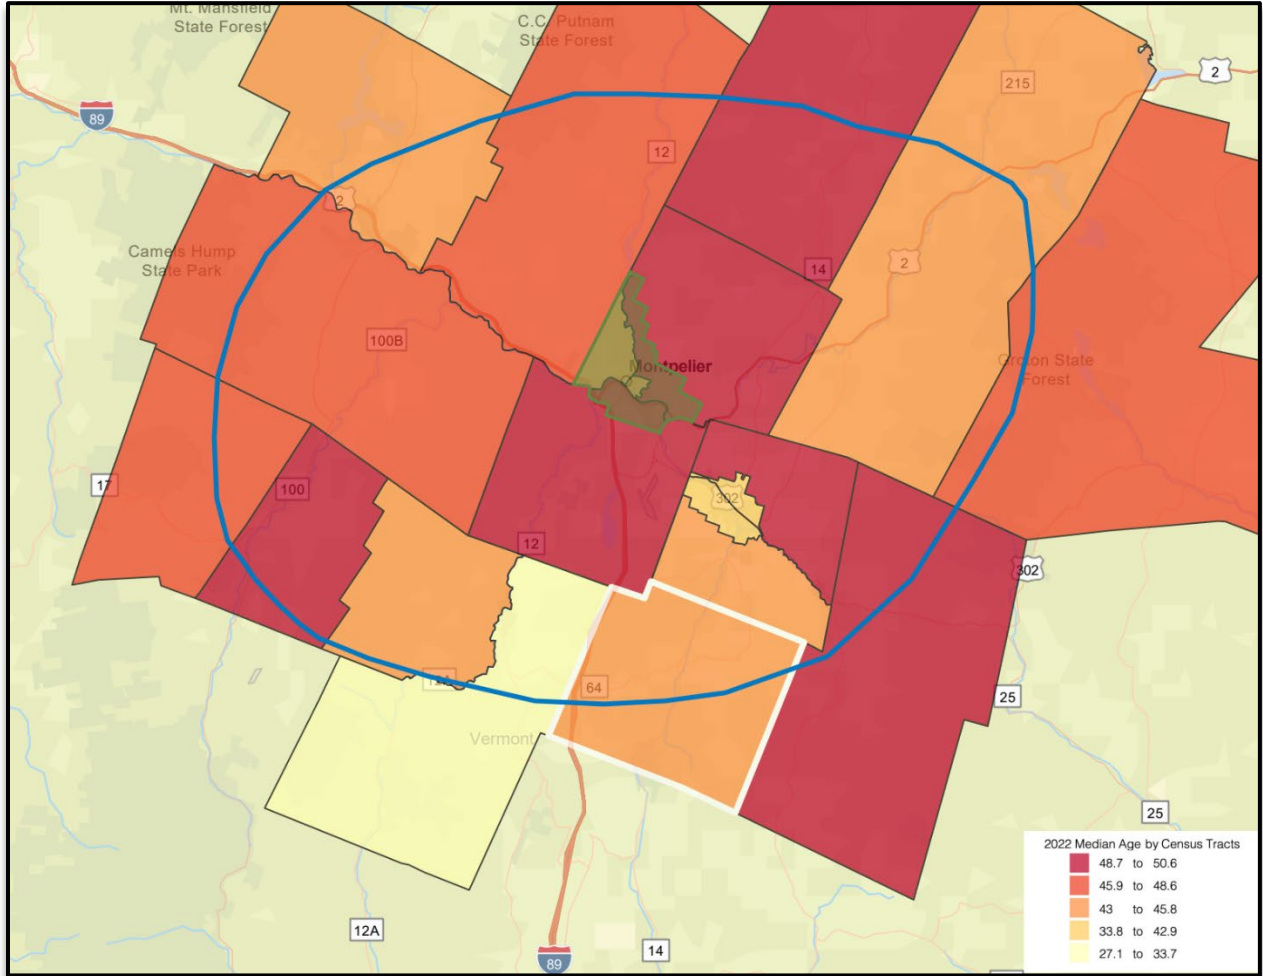 Mt. Mansfield
State Forest
C.C. Putnam
State Forest
2
215
89
12
2
Camels Hump
State Park
14
2
100B
Montpelier
Groton State
Forest
17
100
302
12
302
12A
64
25
Vermont
25
12A
14
89
2022 Median Age by Census Tracts
48.7 to 50.6
45.9 to 48.6
43 to 45.8
33.8 to 42.9
27.1 to 33.7